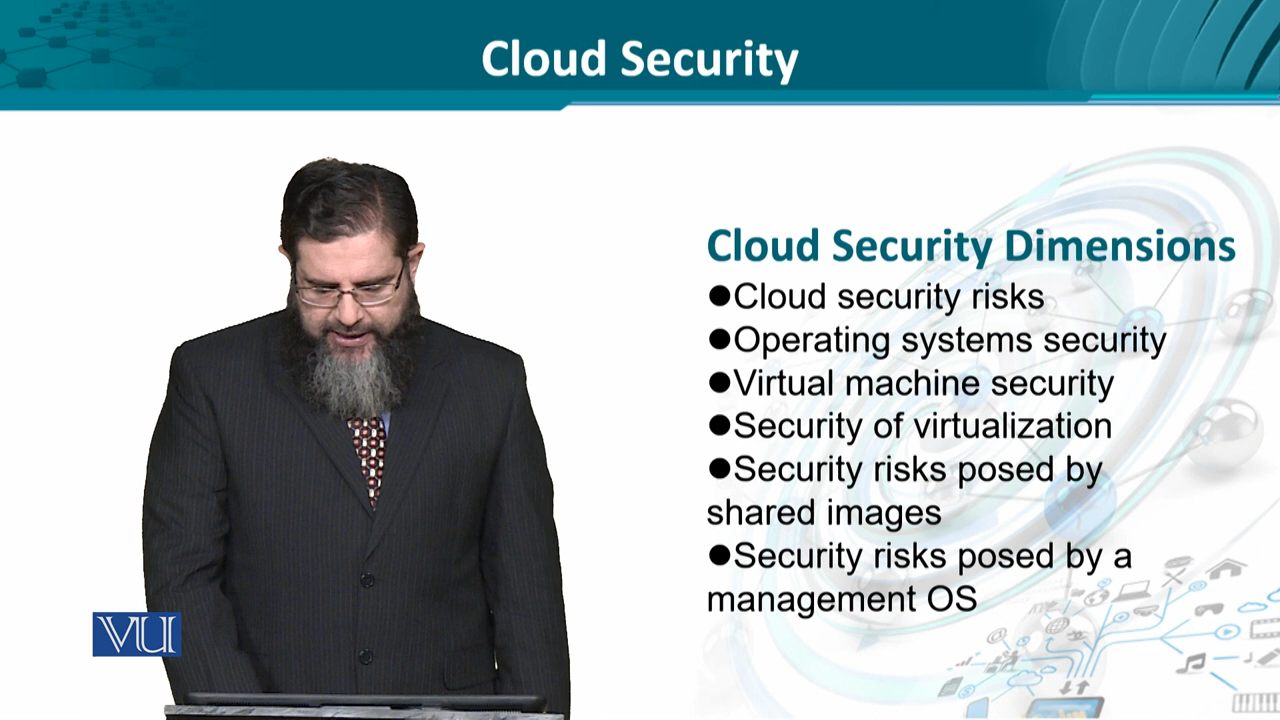 Cloud Security
Cloud Security Dimensions
●Cloud security risks
●Operating systems security
●Virtual machine security
●Security of virtualization
●Security risks posed by
shared images
●Security risks posed by a
management OS
VU